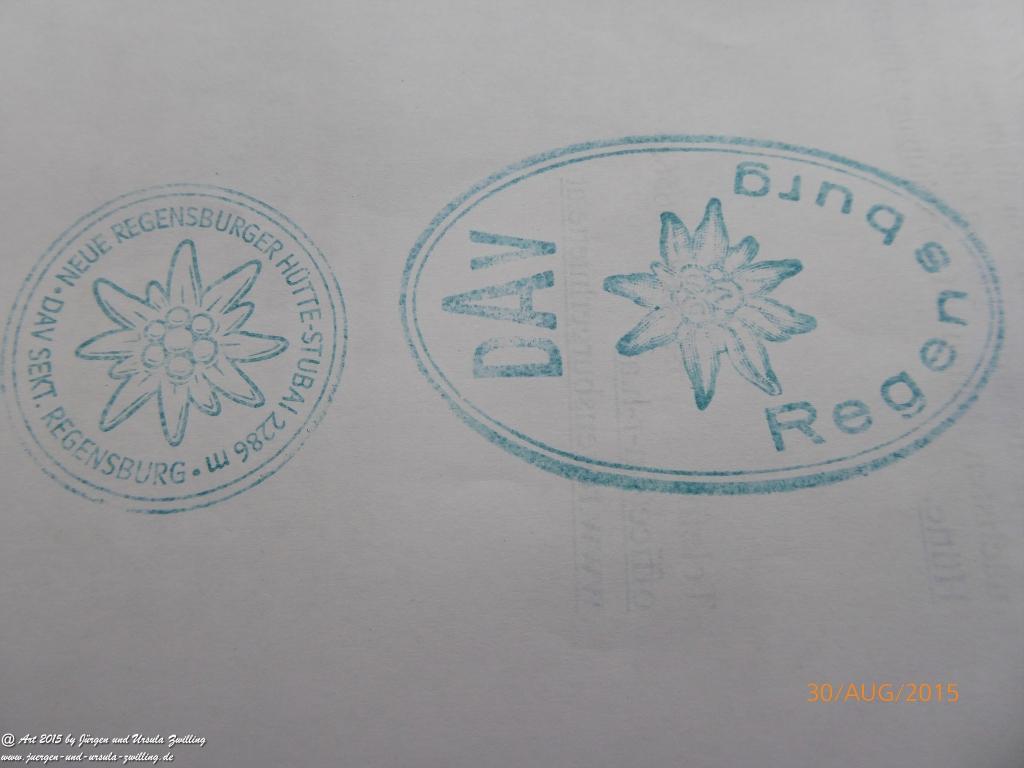 NEUE REGENSBURGER HÜTTE-STUBAI 2286 m •
DAV SEKT. REGENSBURG •
DAV
Regensburg
30/AUG/2015
@ Art 2015 by Jürgen und Ursula Zwilling
www.juergen-und-ursula-zwilling.de